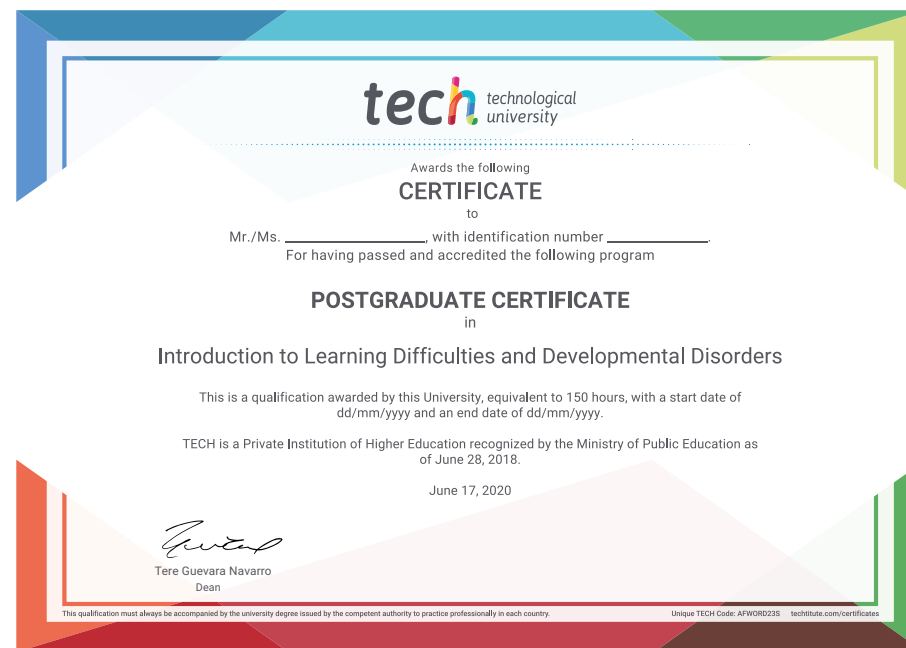 tech technological
university
Awards the following
CERTIFICATE
to
Mr./Ms. ____________________, with identification number ______________.
For having passed and accredited the following program
POSTGRADUATE CERTIFICATE
in
Introduction to Learning Difficulties and Developmental Disorders
This is a qualification awarded by this University, equivalent to 150 hours, with a start date of
dd/mm/yyyy and an end date of dd/mm/yyyy.
TECH is a Private Institution of Higher Education recognized by the Ministry of Public Education as
of June 28, 2018.
June 17, 2020
Tere Guevara Navarro
Dean
This qualification must always be accompanied by the university degree issued by the competent authority to practice professionally in each country. Unique TECH Code: AFWORD23S techtitute.com/certificates